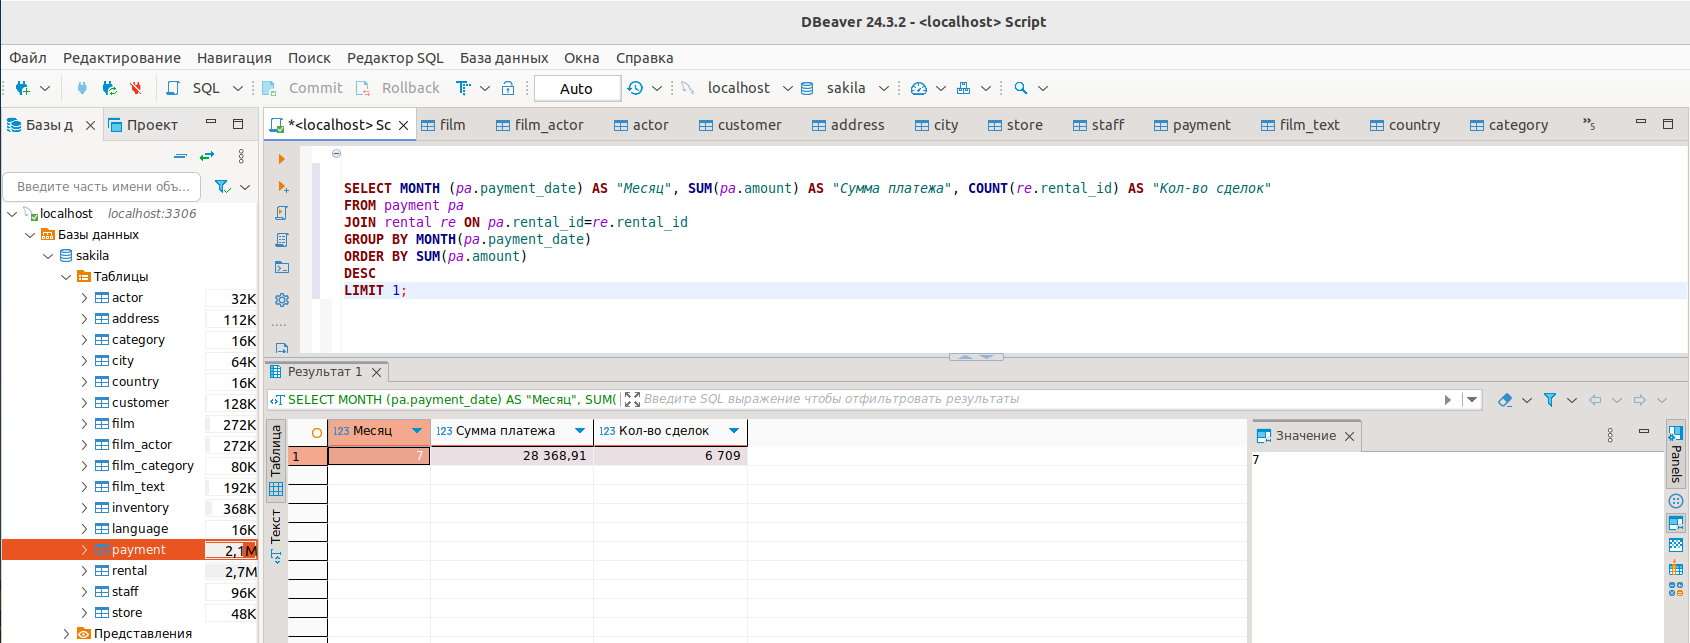 DBeaver 24.3.2 - <localhost> Script
Файл Редактирование Навигация Поиск Редактор SQL База данных Окна Справка
SQL Commit Rollback Auto localhost sakila
Базы д Проект
*<localhost> Sc film film_actor actor customer address city store staff payment film_text country category »5
Введите часть имени объ...
localhost localhost:3306
Базы данных
sakila
Таблицы
actor 32K
address 112K
category 16K
city 64K
country 16K
customer 128K
film 272K
film_actor 272K
film_category 80K
film_text 192K
inventory 368K
language 16K
payment 2,1M
rental 2,7M
staff 96K
store 48K
Представления
SELECT MONTH (pa.payment_date) AS "Месяц", SUM(pa.amount) AS "Сумма платежа", COUNT(re.rental_id) AS "Кол-во сделок"
FROM payment pa
JOIN rental re ON pa.rental_id=re.rental_id
GROUP BY MONTH(pa.payment_date)
ORDER BY SUM(pa.amount)
DESC
LIMIT 1;
Результат 1
SELECT MONTH (pa.payment_date) AS "Месяц", SUM( Введите SQL выражение чтобы отфильтровать результаты
Таблица
Текст
123 Месяц 123 Сумма платежа 123 Кол-во сделок
1 7 28 368,91 6 709
Значение
7
Panels